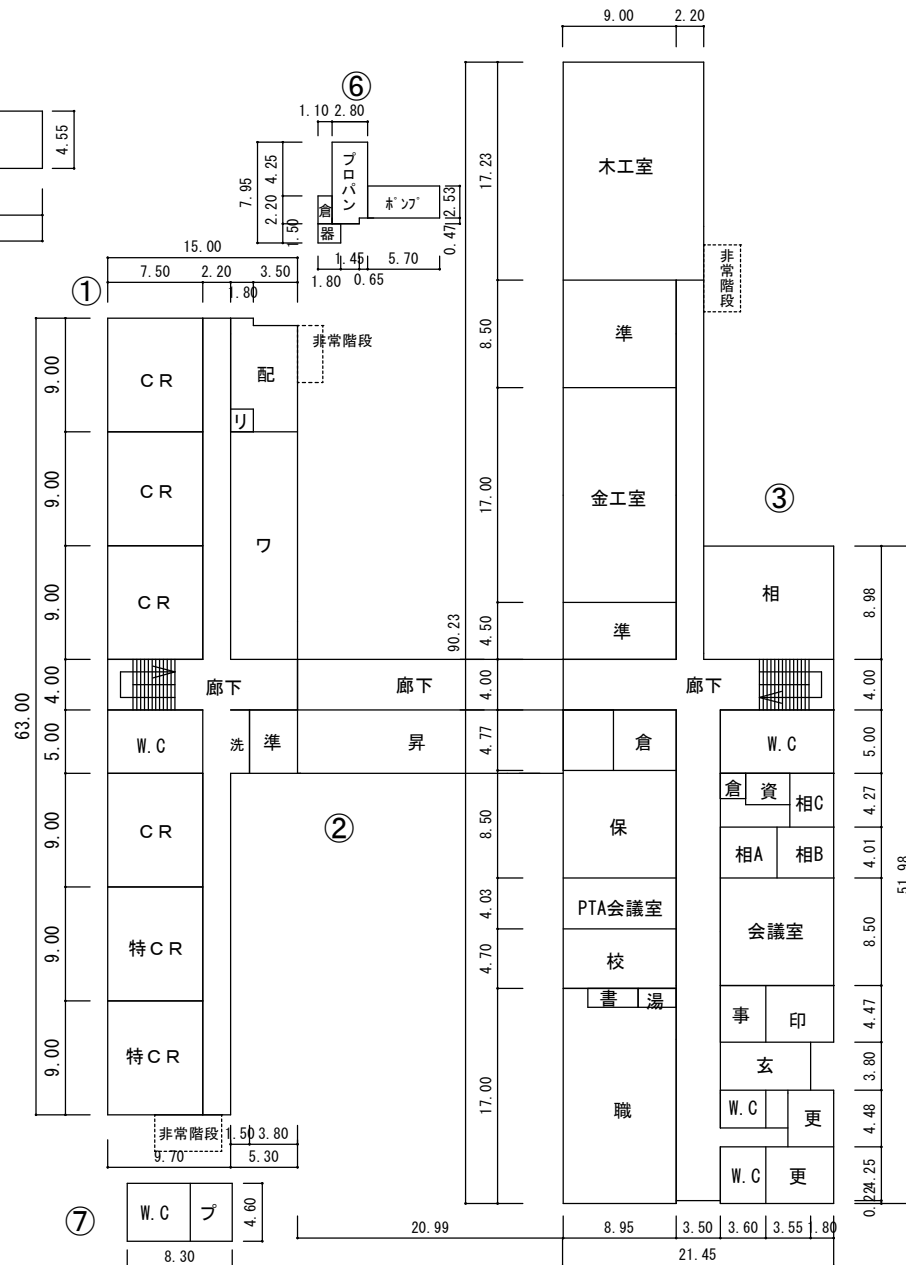 9.00 2.20
⑥
1.10 2.80
4.55
17.23
木工室
プロパン
7.95
4.25
2.20
1.50
ポンプ
2.53
0.47
倉
器
1.45 5.70
1.80 0.65
15.00
7.50 2.20 3.50
1.80
①
非常階段
非常階段
8.50
準
9.00
CR
配
リ
9.00
CR
ワ
17.00
金工室
③
9.00
CR
相
8.98
90.23
4.50
準
63.00
4.00
廊下
廊下
4.00
廊下
4.00
5.00
W.C
洗
準
昇
4.77
倉
W.C
5.00
9.00
CR
②
8.50
保
倉
資
相C
4.27
相A
相B
4.01
51.98
9.00
特CR
4.03
PTA会議室
会議室
8.50
4.70
校
書
湯
9.00
特CR
事
印
4.47
玄
3.80
17.00
職
W.C
更
4.48
非常階段
1.50 3.80
9.70 5.30
W.C
更
4.25
0.22
⑦
W.C
プ
4.60
8.30
20.99 8.95 3.50 3.60 3.55 1.80
21.45